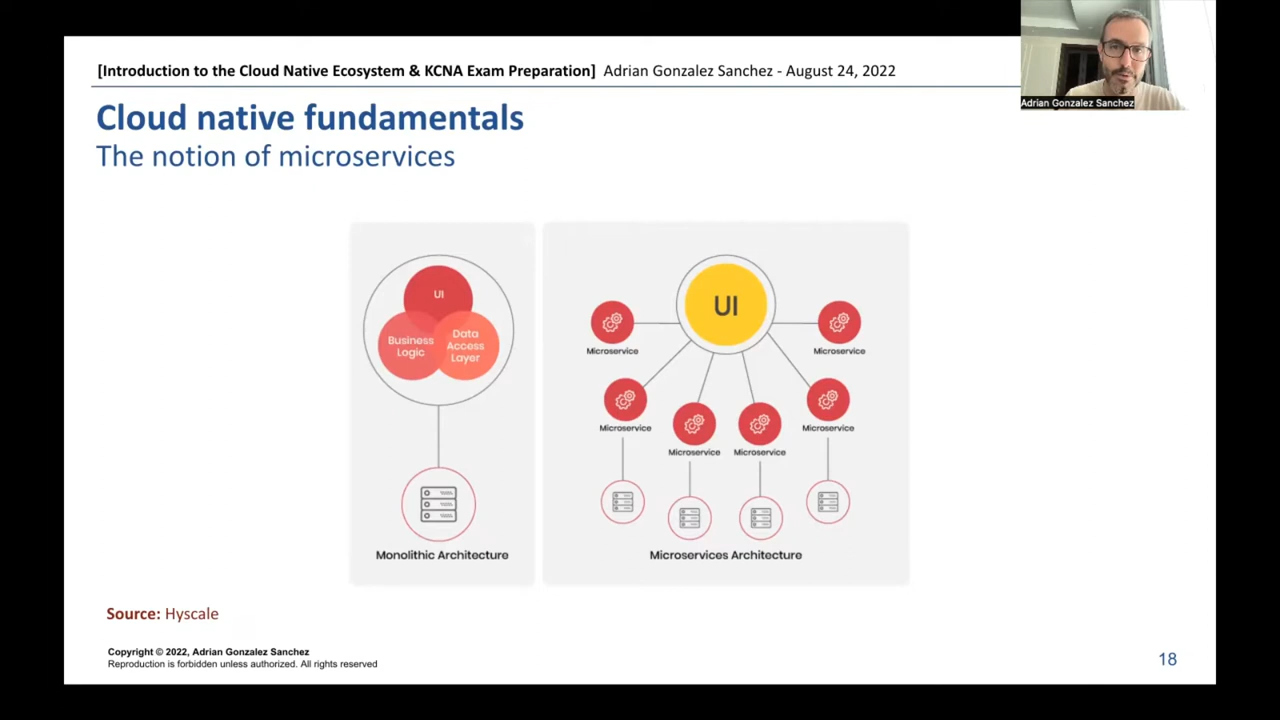 [Introduction to the Cloud Native Ecosystem & KCNA Exam Preparation] Adrian Gonzalez Sanchez - August 24, 2022
Adrian Gonzalez Sanchez
Cloud native fundamentals
The notion of microservices
UI
Business
Logic
Data
Access
Layer
Monolithic Architecture
UI
Microservice
Microservice
Microservice
Microservice
Microservice
Microservice
Microservices Architecture
Source: Hyscale
Copyright © 2022, Adrian Gonzalez Sanchez
Reproduction is forbidden unless authorized. All rights reserved
18